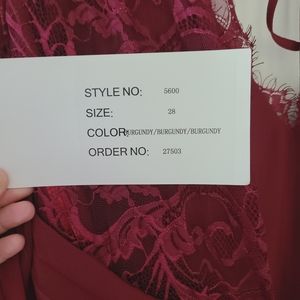 STYLE NO: 5600
SIZE: 28
COLOR: BURGUNDY/BURGUNDY/BURGUNDY
ORDER NO: 27503